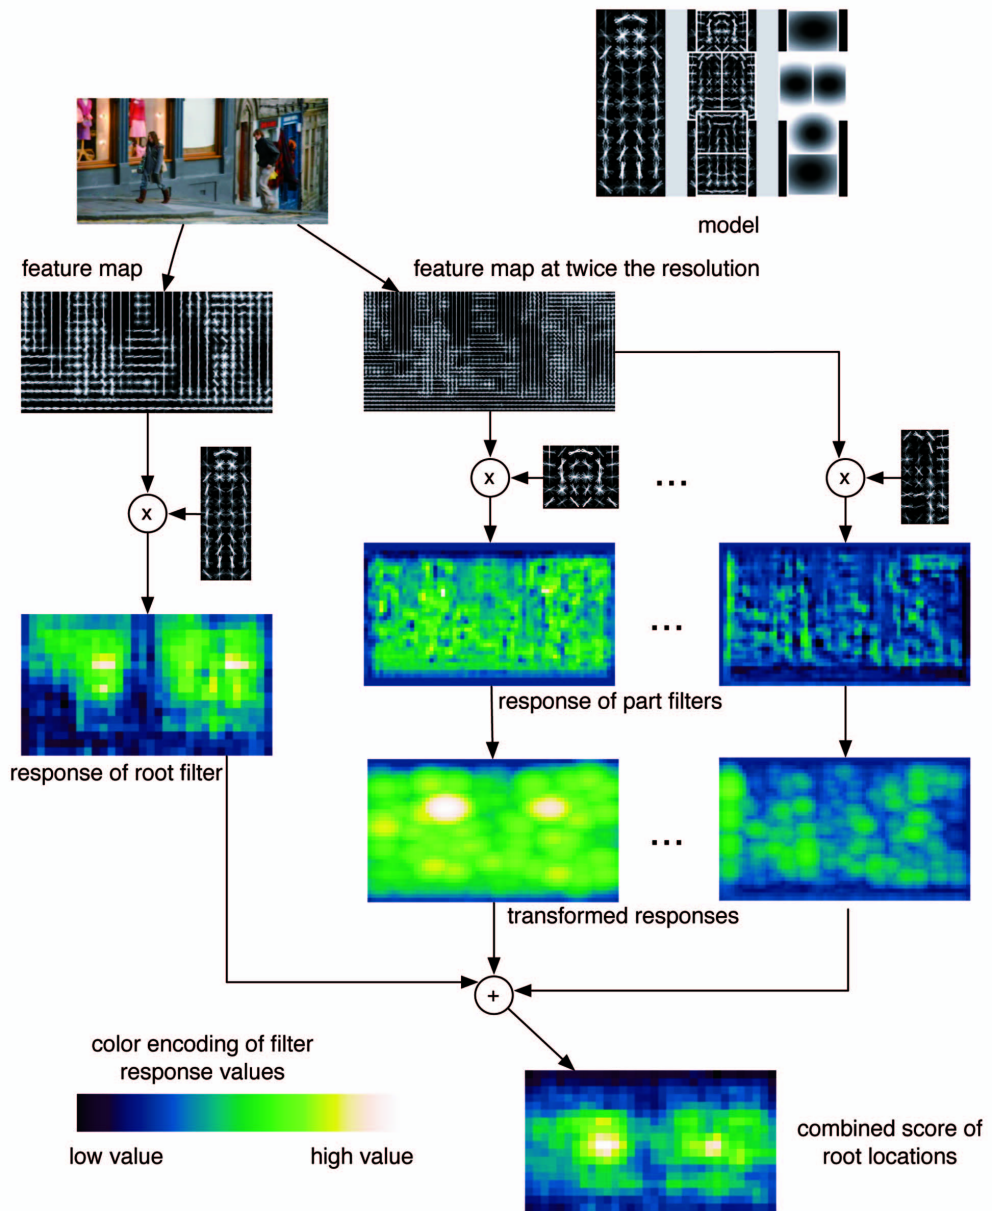 model
feature map
feature map at twice the resolution
x
x
...
x
...
response of part filters
response of root filter
...
transformed responses
+
color encoding of filter
response values
low value
high value
combined score of
root locations